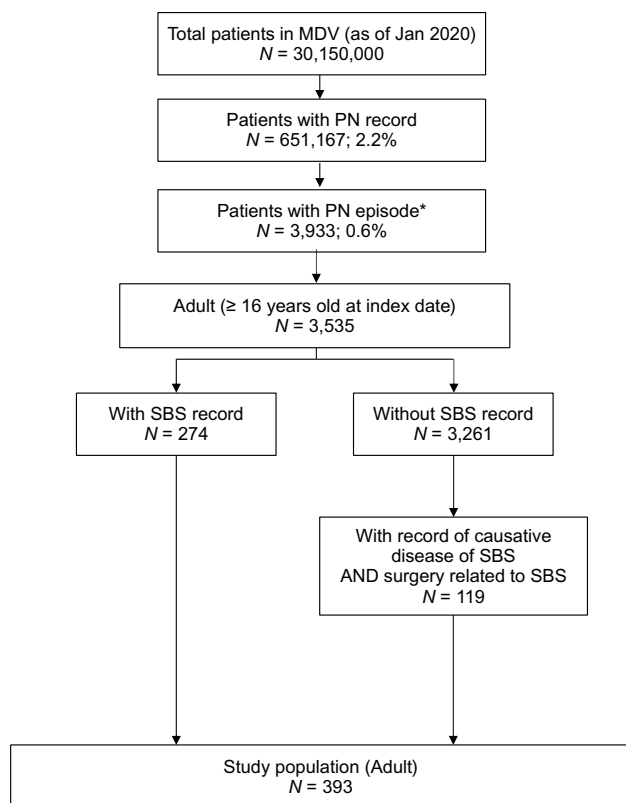 Total patients in MDV (as of Jan 2020)
N = 30,150,000
Patients with PN record
N = 651,167; 2.2%
Patients with PN episode*
N = 3,933; 0.6%
Adult (≥ 16 years old at index date)
N = 3,535
With SBS record
N = 274
Without SBS record
N = 3,261
With record of causative
disease of SBS
AND surgery related to SBS
N = 119
Study population (Adult)
N = 393